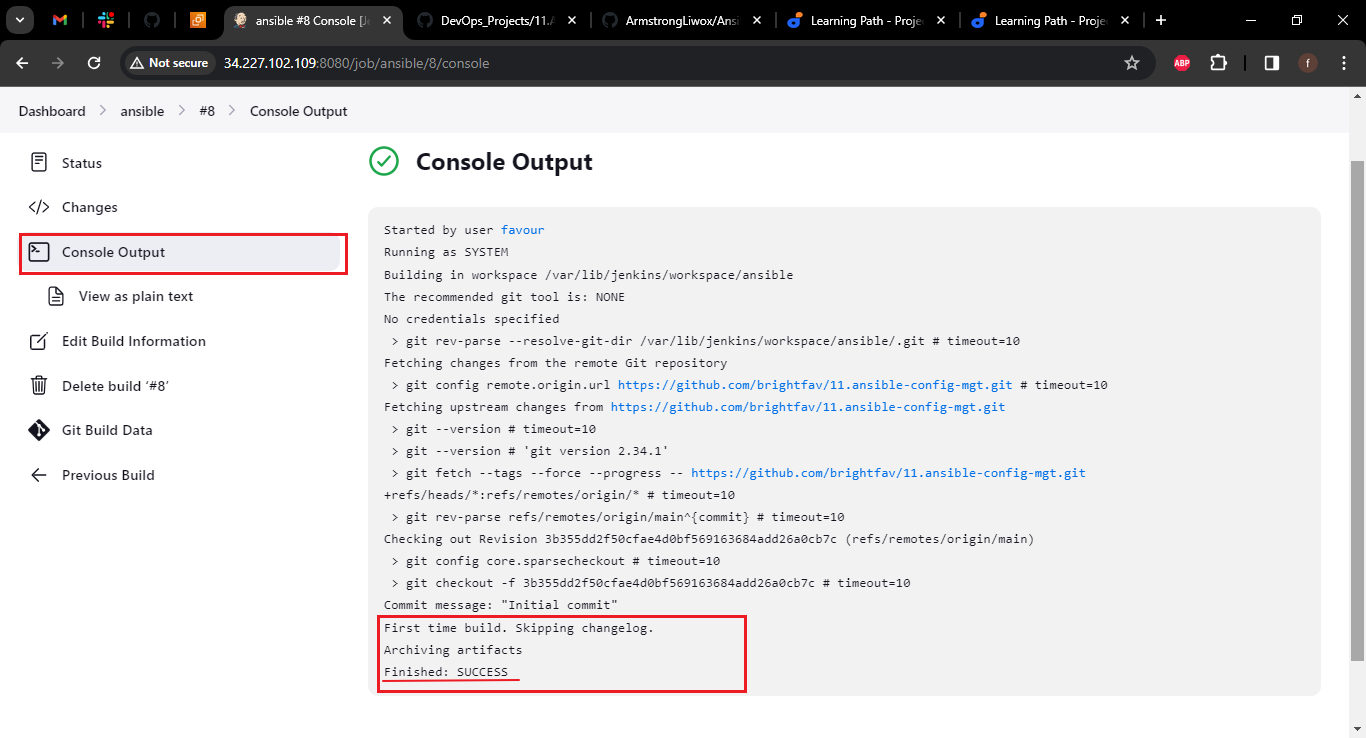 ansible #8 Console [Je
DevOps_Projects/11.A
ArmstrongLiwox/Ansi
Learning Path - Proje
Learning Path - Proje
Not secure
34.227.102.109:8080/job/ansible/8/console
ABP
f
Dashboard > ansible > #8 > Console Output
Status
Changes
Console Output
View as plain text
Edit Build Information
Delete build ‘#8’
Git Build Data
Previous Build
Console Output
Started by user favour
Running as SYSTEM
Building in workspace /var/lib/jenkins/workspace/ansible
The recommended git tool is: NONE
No credentials specified
> git rev-parse --resolve-git-dir /var/lib/jenkins/workspace/ansible/.git # timeout=10
Fetching changes from the remote Git repository
> git config remote.origin.url https://github.com/brightfav/11.ansible-config-mgt.git # timeout=10
Fetching upstream changes from https://github.com/brightfav/11.ansible-config-mgt.git
> git --version # timeout=10
> git --version # 'git version 2.34.1'
> git fetch --tags --force --progress -- https://github.com/brightfav/11.ansible-config-mgt.git
+refs/heads/*:refs/remotes/origin/* # timeout=10
> git rev-parse refs/remotes/origin/main^{commit} # timeout=10
Checking out Revision 3b355dd2f50cfae4d0bf569163684add26a0cb7c (refs/remotes/origin/main)
> git config core.sparsecheckout # timeout=10
> git checkout -f 3b355dd2f50cfae4d0bf569163684add26a0cb7c # timeout=10
Commit message: "Initial commit"
First time build. Skipping changelog.
Archiving artifacts
Finished: SUCCESS